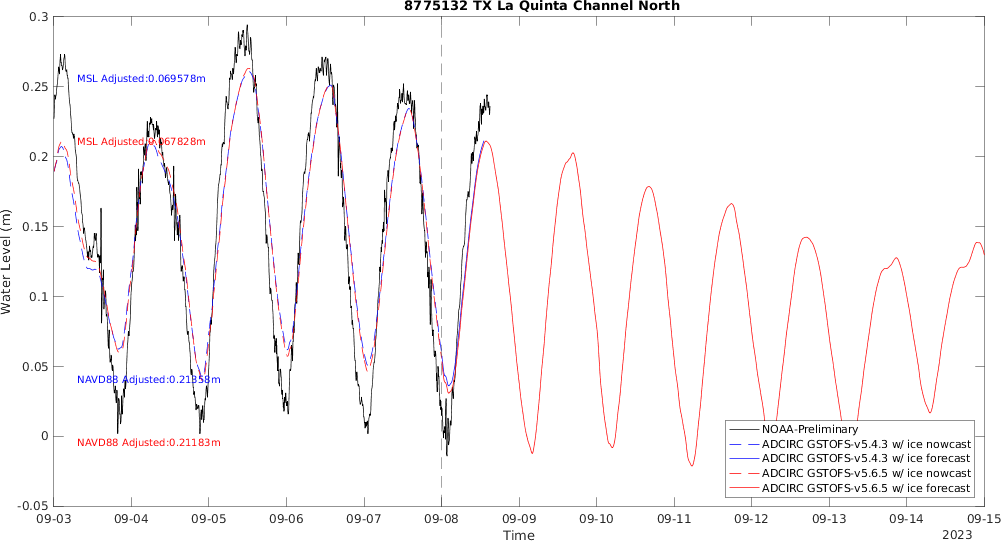 8775132 TX La Quinta Channel North
0.3
0.25
0.2
0.15
0.1
0.05
0
-0.05
Water Level (m)
MSL Adjusted:0.069578m
MSL Adjusted:0.067828m
NAVD88 Adjusted:0.21358m
NAVD88 Adjusted:0.21183m
NOAA-Preliminary
ADCIRC GSTOFS-v5.4.3 w/ ice nowcast
ADCIRC GSTOFS-v5.4.3 w/ ice forecast
ADCIRC GSTOFS-v5.6.5 w/ ice nowcast
ADCIRC GSTOFS-v5.6.5 w/ ice forecast
09-03 09-04 09-05 09-06 09-07 09-08 09-09 09-10 09-11 09-12 09-13 09-14 09-15
Time
2023